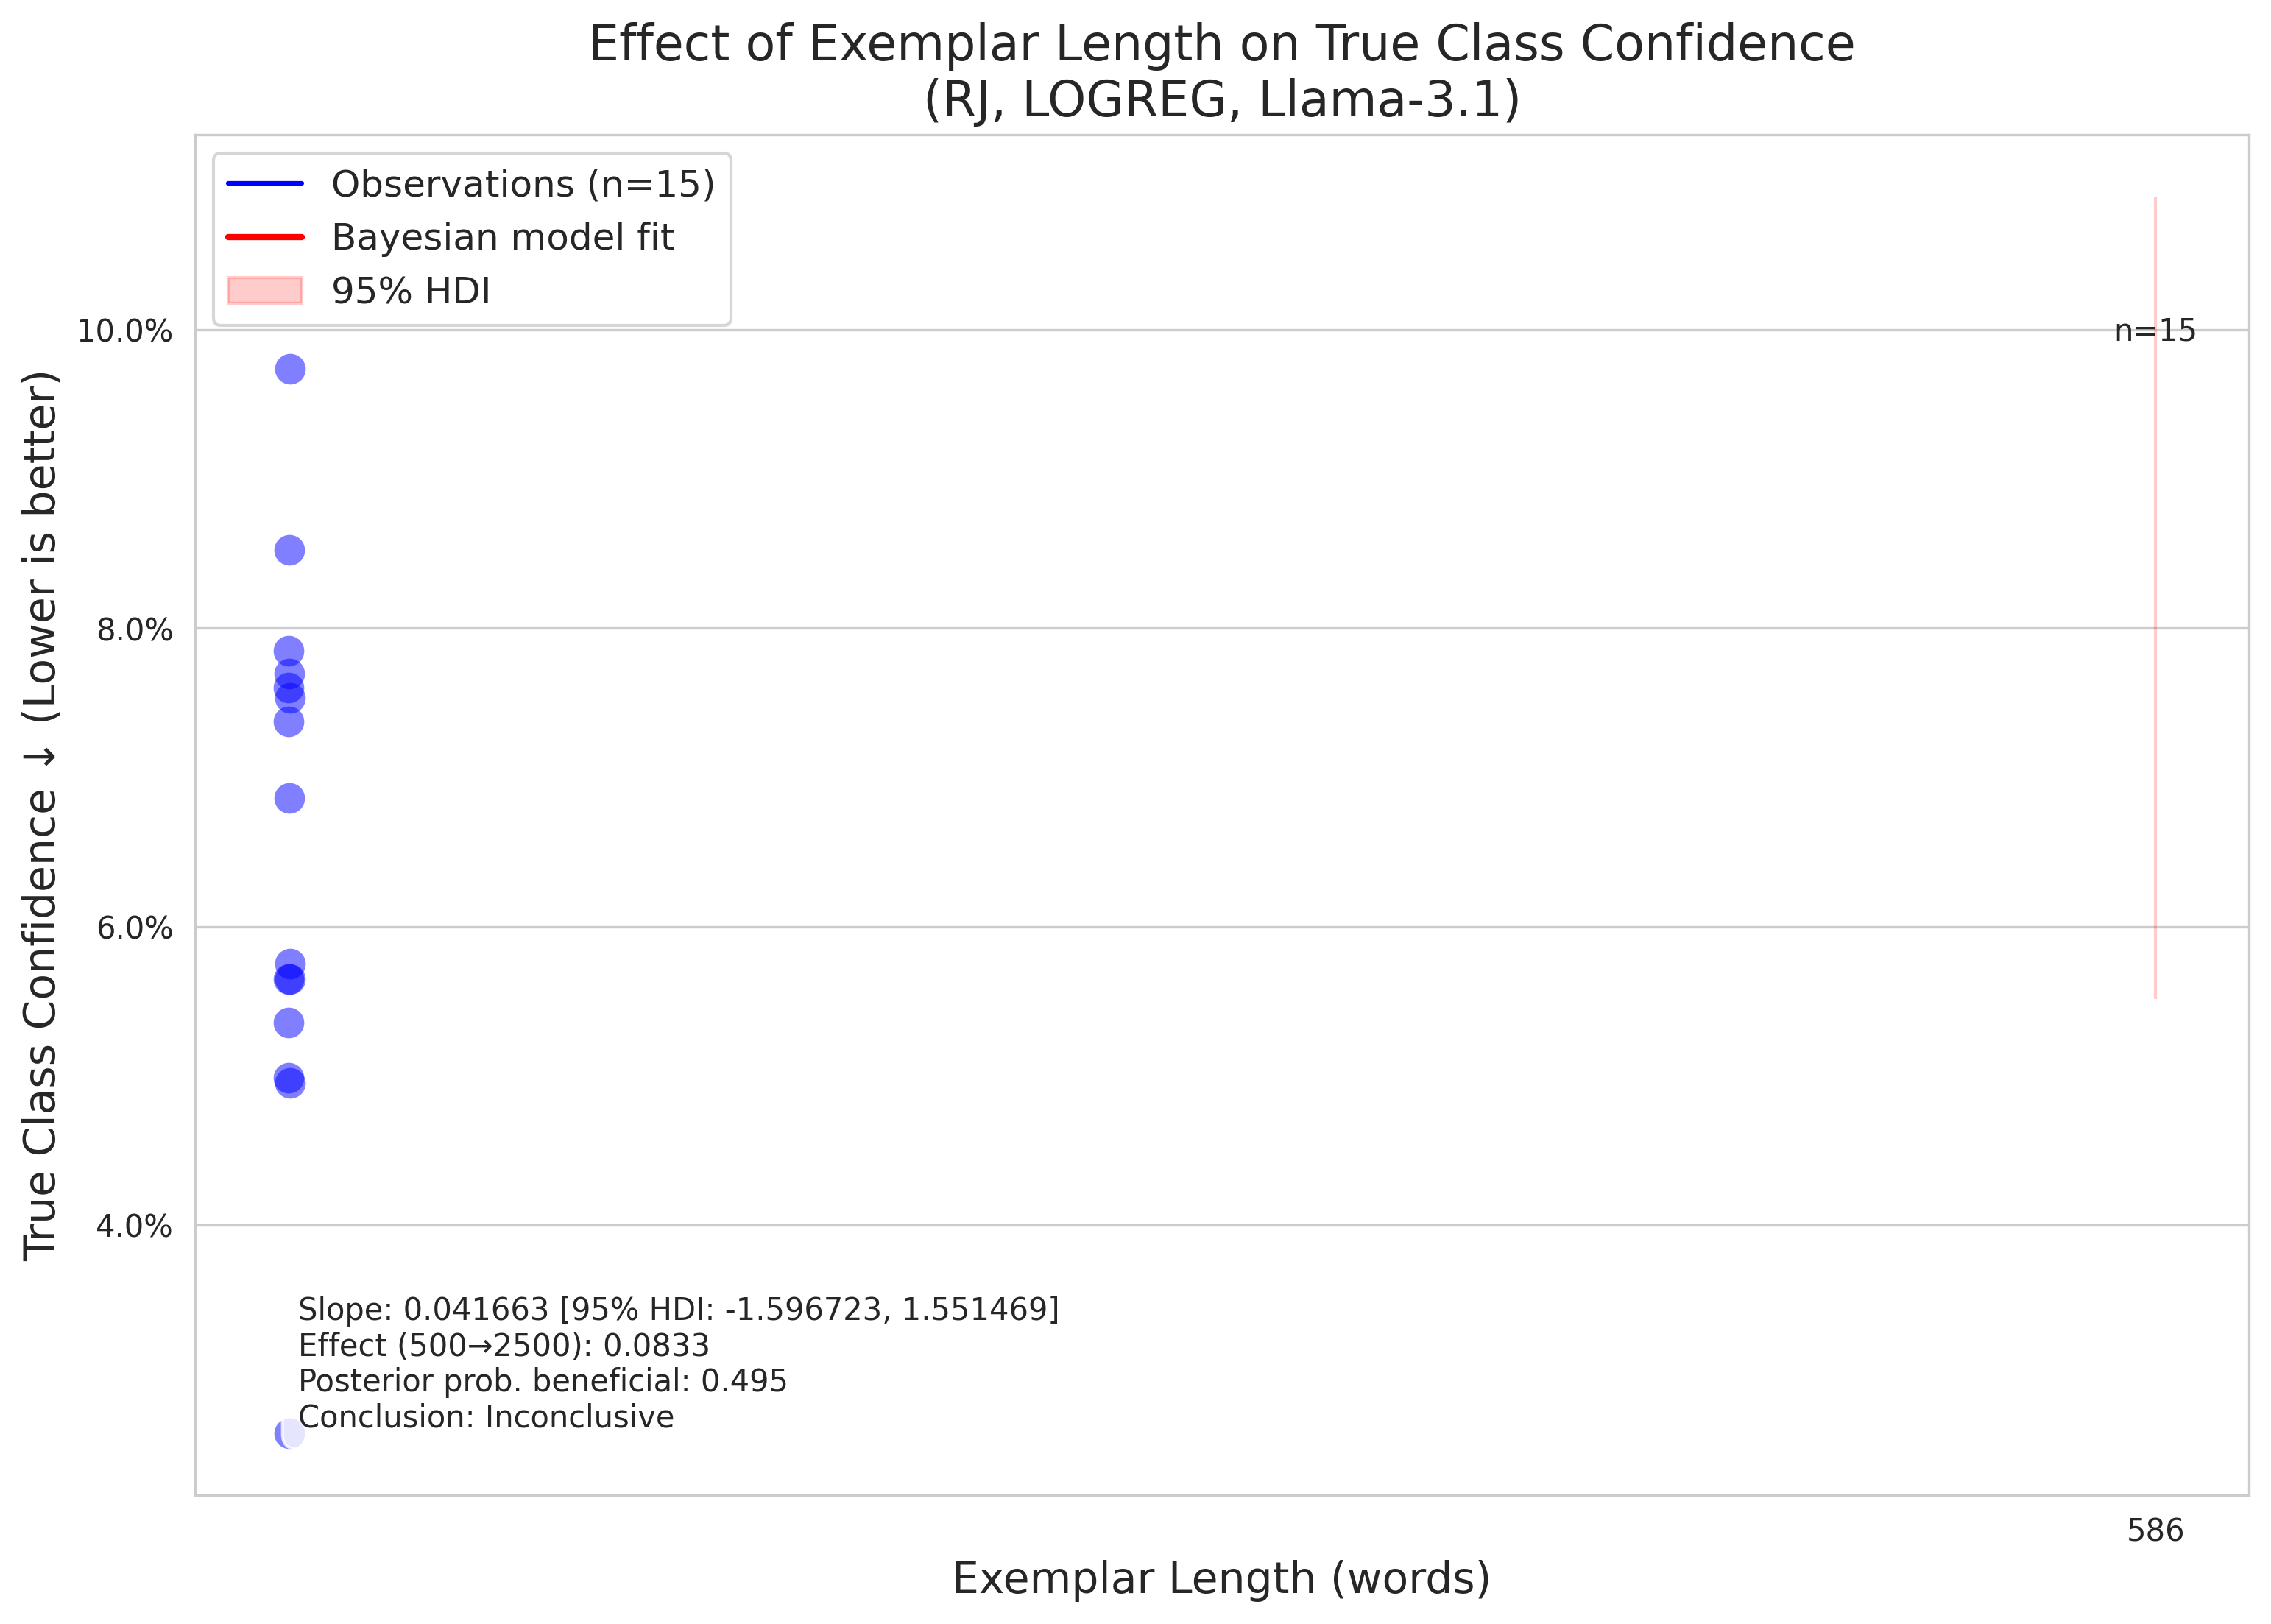 Effect of Exemplar Length on True Class Confidence
(RJ, LOGREG, Llama-3.1)
Observations (n=15)
Bayesian model fit
95% HDI
n=15
10.0%
8.0%
6.0%
4.0%
True Class Confidence ↓ (Lower is better)
Slope: 0.041663 [95% HDI: -1.596723, 1.551469]
Effect (500→2500): 0.0833
Posterior prob. beneficial: 0.495
Conclusion: Inconclusive
586
Exemplar Length (words)